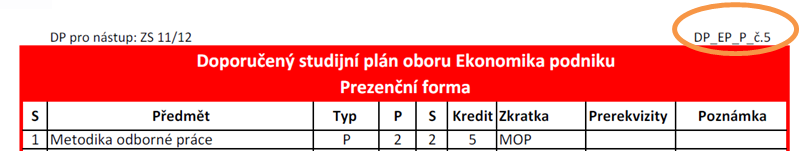 DP pro nástup: ZS 11/12 DP_EP_P_č.5
Doporučený studijní plán oboru Ekonomika podniku
Prezenční forma
S Předmět Typ P S Kredit Zkratka Prerekvizity Poznámka
1 Metodika odborné práce P 2 2 5 MOP